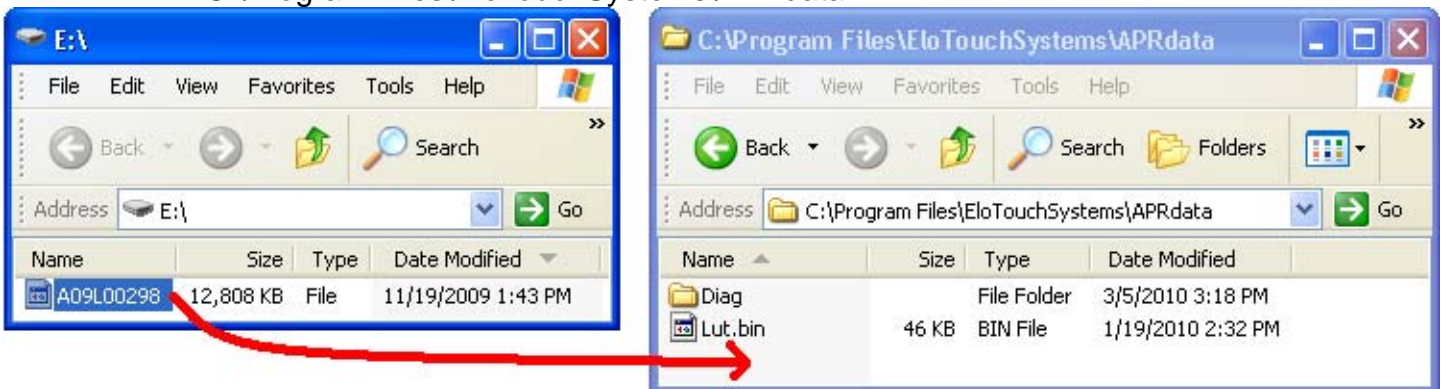 E:\
File Edit View Favorites Tools Help
Back Search »
Address E:\ Go
Name Size Type Date Modified
A09L00298 12,808 KB File 11/19/2009 1:43 PM
C:\Program Files\EloTouchSystems\APRdata
File Edit View Favorites Tools Help
Back Search Folders »
Address C:\Program Files\EloTouchSystems\APRdata Go
Name Size Type Date Modified
Diag File Folder 3/5/2010 3:18 PM
Lut.bin 46 KB BIN File 1/19/2010 2:32 PM